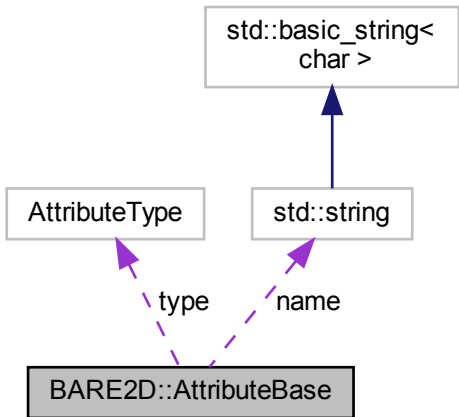 std::basic_string<
char >
AttributeType
std::string
type
name
BARE2D::AttributeBase